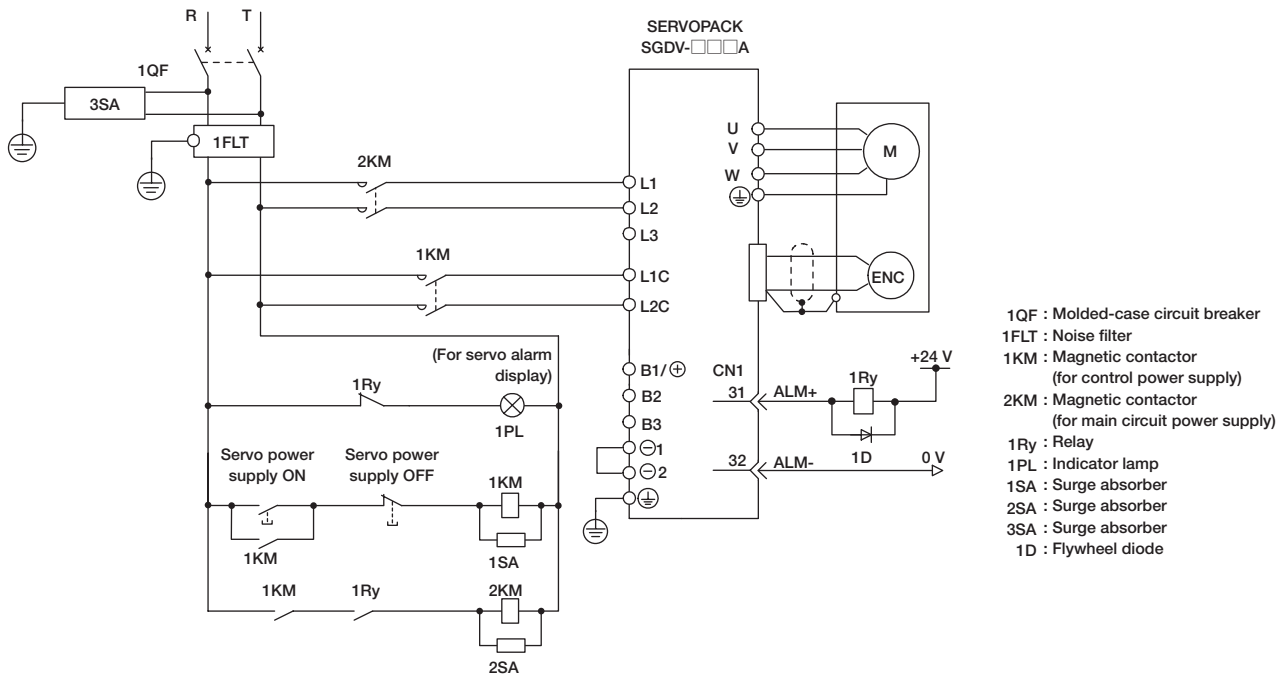 R T
SERVOPACK
SGDV-□□□A
1QF
3SA
1FLT
2KM
U
V
M
W
L1
L2
L3
1KM
L1C
ENC
L2C
(For servo alarm
display)
1Ry
1PL
B1/⊕
B2
B3
⊖1
⊖2
CN1
31 ALM+
1Ry
+24 V
1D
32 ALM-
0 V
Servo power
supply ON
Servo power
supply OFF
1KM
1KM
1SA
1KM 1Ry 2KM
2SA
1QF : Molded-case circuit breaker
1FLT : Noise filter
1KM : Magnetic contactor
(for control power supply)
2KM : Magnetic contactor
(for main circuit power supply)
1Ry : Relay
1PL : Indicator lamp
1SA : Surge absorber
2SA : Surge absorber
3SA : Surge absorber
1D : Flywheel diode